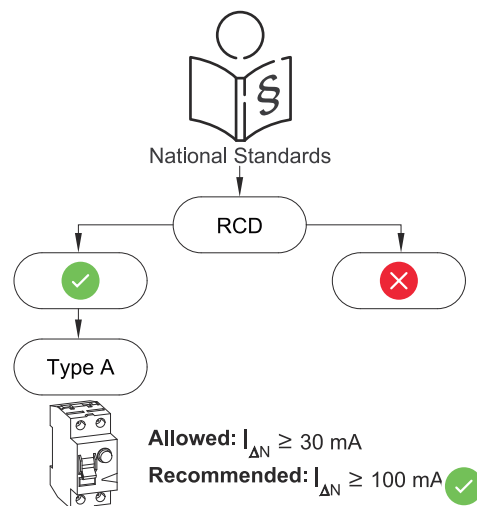 §
National Standards
RCD
Type A
Allowed: IΔN ≥ 30 mA
Recommended: IΔN ≥ 100 mA